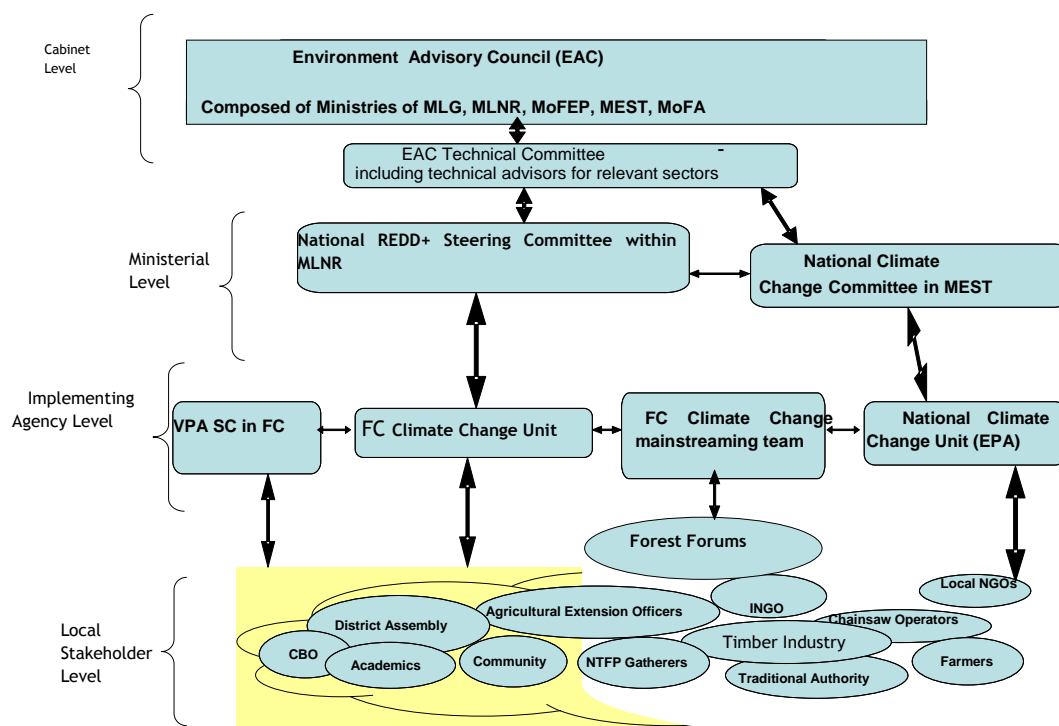 Cabinet
Level
Environment Advisory Council (EAC)
Composed of Ministries of MLG, MLNR, MoFEP, MEST, MoFA
EAC Technical Committee -
including technical advisors for relevant sectors
Ministerial
Level
National REDD+ Steering Committee within
MLNR
National Climate
Change Committee in MEST
Implementing
Agency Level
VPA SC in FC
FC Climate Change Unit
FC Climate Change
mainstreaming team
National Climate
Change Unit (EPA)
Local
Stakeholder
Level
Forest Forums
Local NGOs
INGO
Agricultural Extension Officers
District Assembly
Chainsaw Operators
Timber Industry
CBO
Academics
Community
NTFP Gatherers
Traditional Authority
Farmers